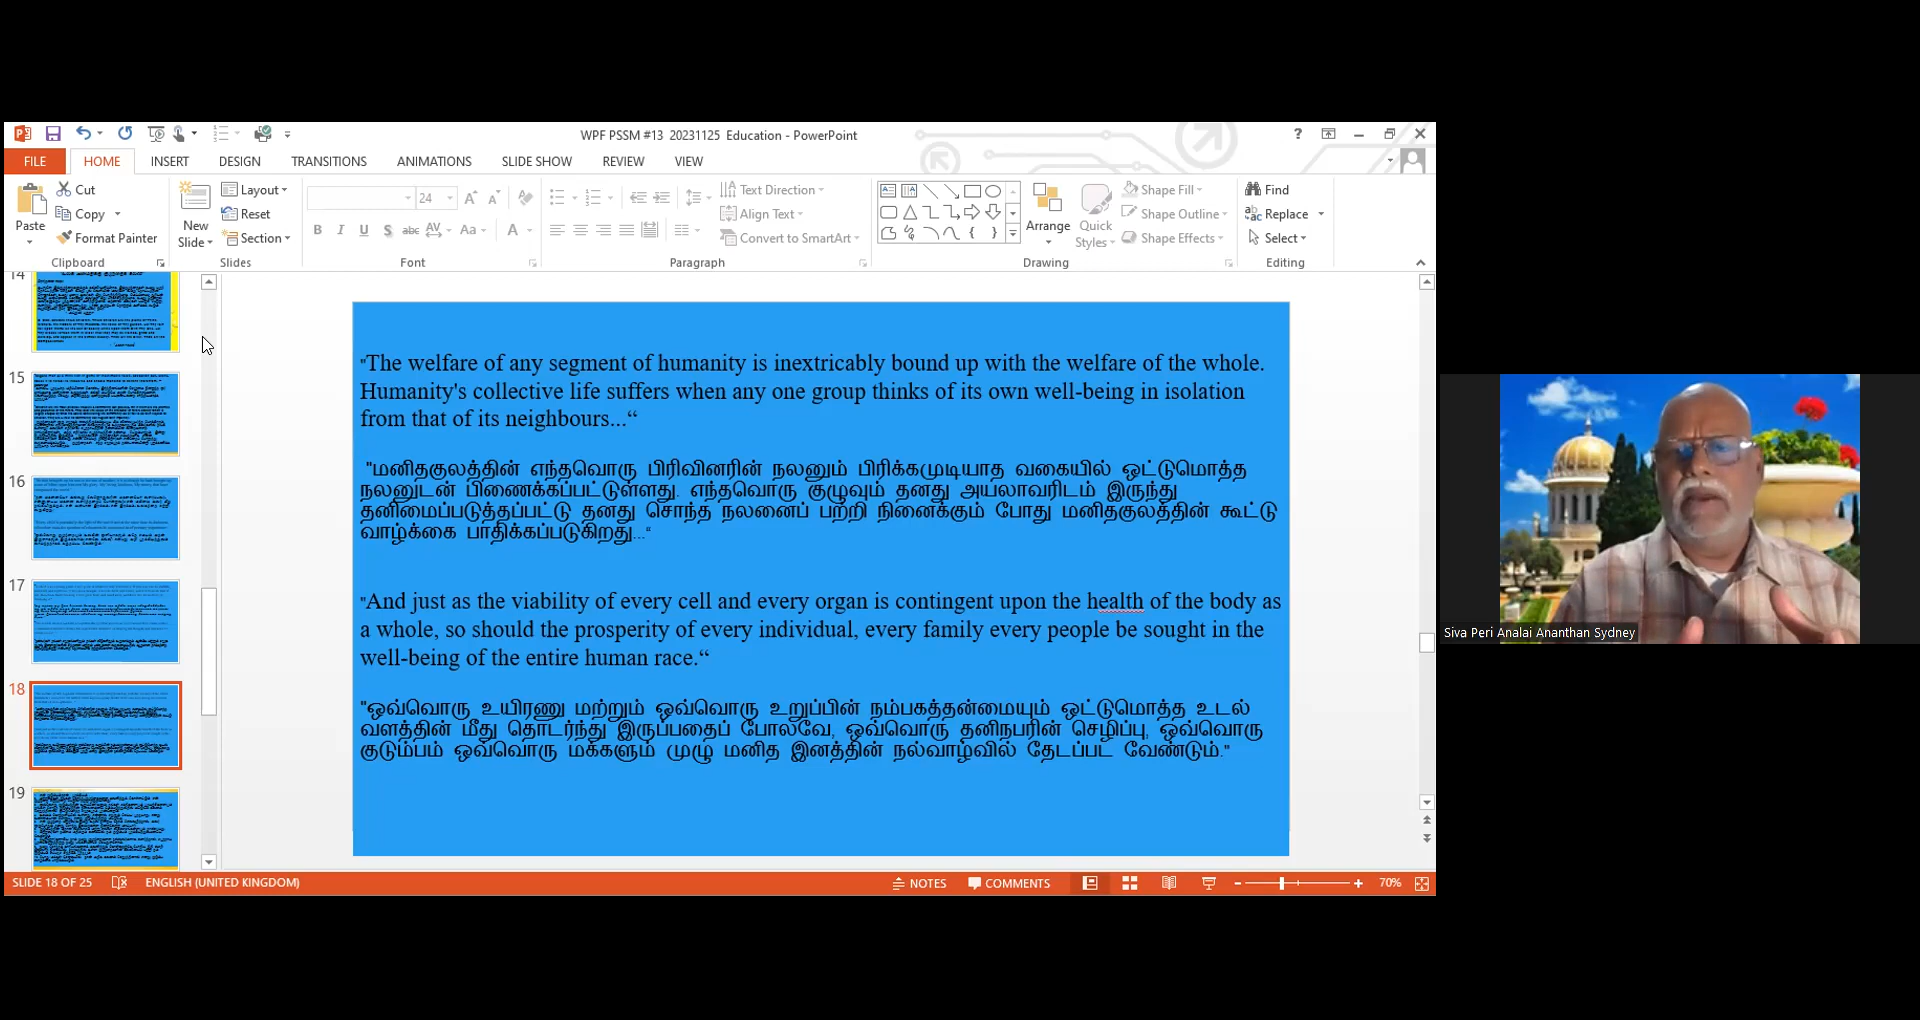 WPF PSSM #13 20231125 Education - PowerPoint
FILE HOME INSERT DESIGN TRANSITIONS ANIMATIONS SLIDE SHOW REVIEW VIEW
Paste
Cut
Copy
Format Painter
Clipboard
New Slide
Layout
Reset
Section
Slides
24
B I U S abc AV Aa A
Font
Text Direction
Align Text
Convert to SmartArt
Paragraph
Arrange
Quick Styles
Shape Fill
Shape Outline
Shape Effects
Drawing
Find
Replace
Select
Editing
14
15
16
17
18
19
"The welfare of any segment of humanity is inextricably bound up with the welfare of the whole.
Humanity's collective life suffers when any one group thinks of its own well-being in isolation
from that of its neighbours...“
"மனிதகுலத்தின் எந்தவொரு பிரிவினரின் நலனும் பிரிக்கமுடியாத வகையில் ஒட்டுமொத்த
நலனுடன் பிணைக்கப்பட்டுள்ளது. எந்தவொரு குழுவும் தனது அயலாவரிடம் இருந்து
தனிமைப்படுத்தப்பட்டு தனது சொந்த நலனைப் பற்றி நினைக்கும் போது மனிதகுலத்தின் கூட்டு
வாழ்க்கை பாதிக்கப்படுகிறது...“
"And just as the viability of every cell and every organ is contingent upon the health of the body as
a whole, so should the prosperity of every individual, every family every people be sought in the
well-being of the entire human race.“
"ஒவ்வொரு உயிரணு மற்றும் ஒவ்வொரு உறுப்பின் நம்பகத்தன்மையும் ஒட்டுமொத்த உடல்
வளத்தின் மீது தொடர்ந்து இருப்பதைப் போலவே, ஒவ்வொரு தனிநபரின் செழிப்பு, ஒவ்வொரு
குடும்பம் ஒவ்வொரு மக்களும் முழு மனித இனத்தின் நல்வாழ்வில் தேடப்பட வேண்டும்."
Siva Peri Analai Ananthan Sydney
SLIDE 18 OF 25 ENGLISH (UNITED KINGDOM) NOTES COMMENTS 70%